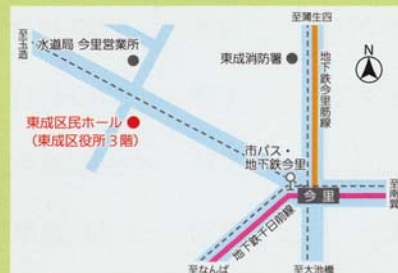 至蒲生四
至玉造
水道局 今里営業所
東成消防署
地下鉄今里筋線
N
東成区民ホール
（東成区役所３階）
市バス・
地下鉄今里
今里
至南巽
地下鉄千日前線
至なんば
至大池橋